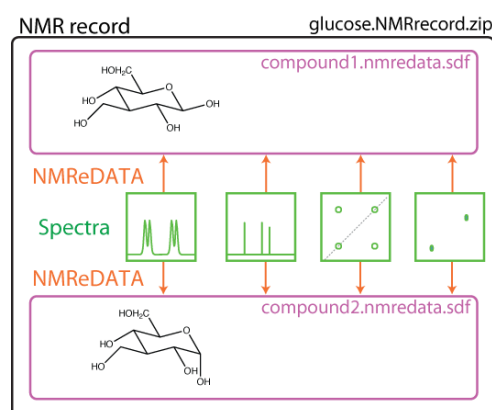 NMR record
glucose.NMRrecord.zip
compound1.nmredata.sdf
HOH₂C
O
HO
OH
HO
OH
NMReDATA
Spectra
NMReDATA
compound2.nmredata.sdf
HOH₂C
O
HO
HO
OH
OH